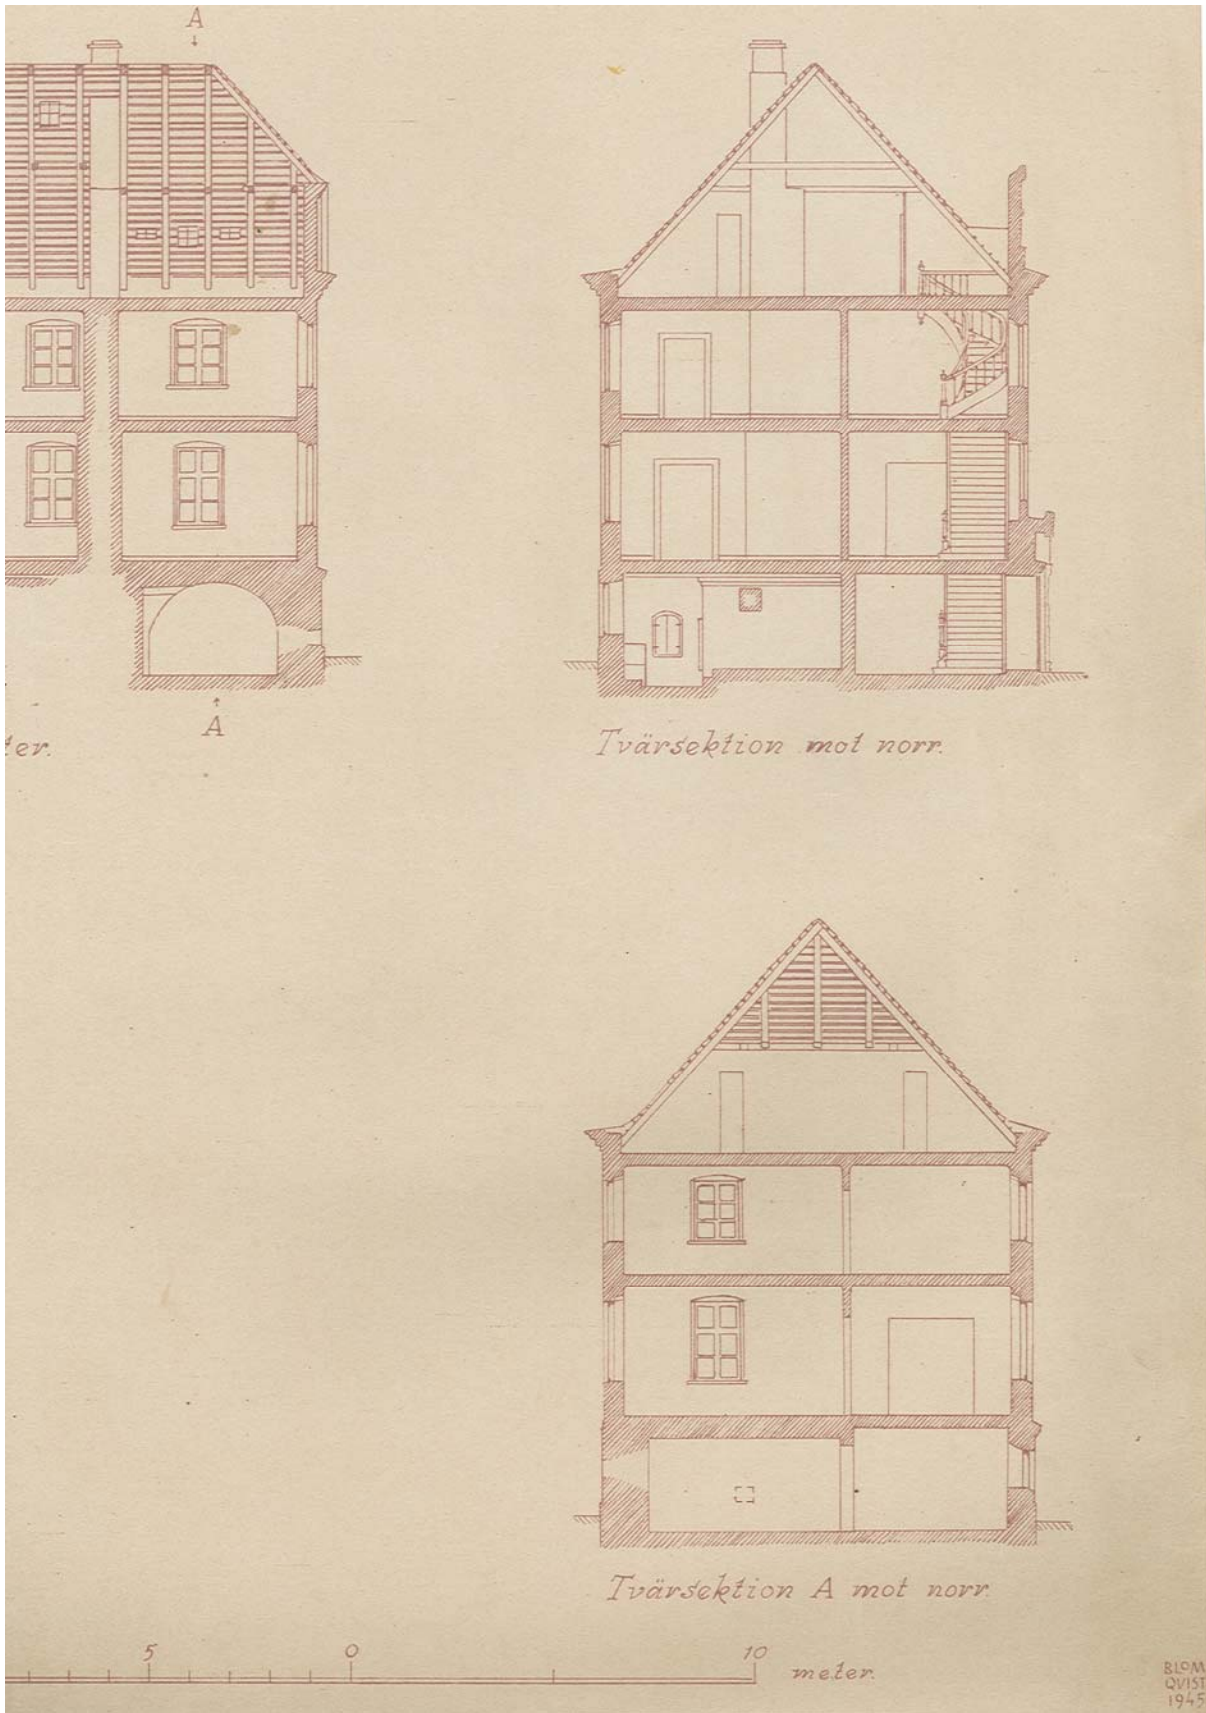 A
A
ter.
Tvärsektion mot norr.
Tvärsektion A mot norr.
5 0 10
meter.
BLOM
QVIST
1945